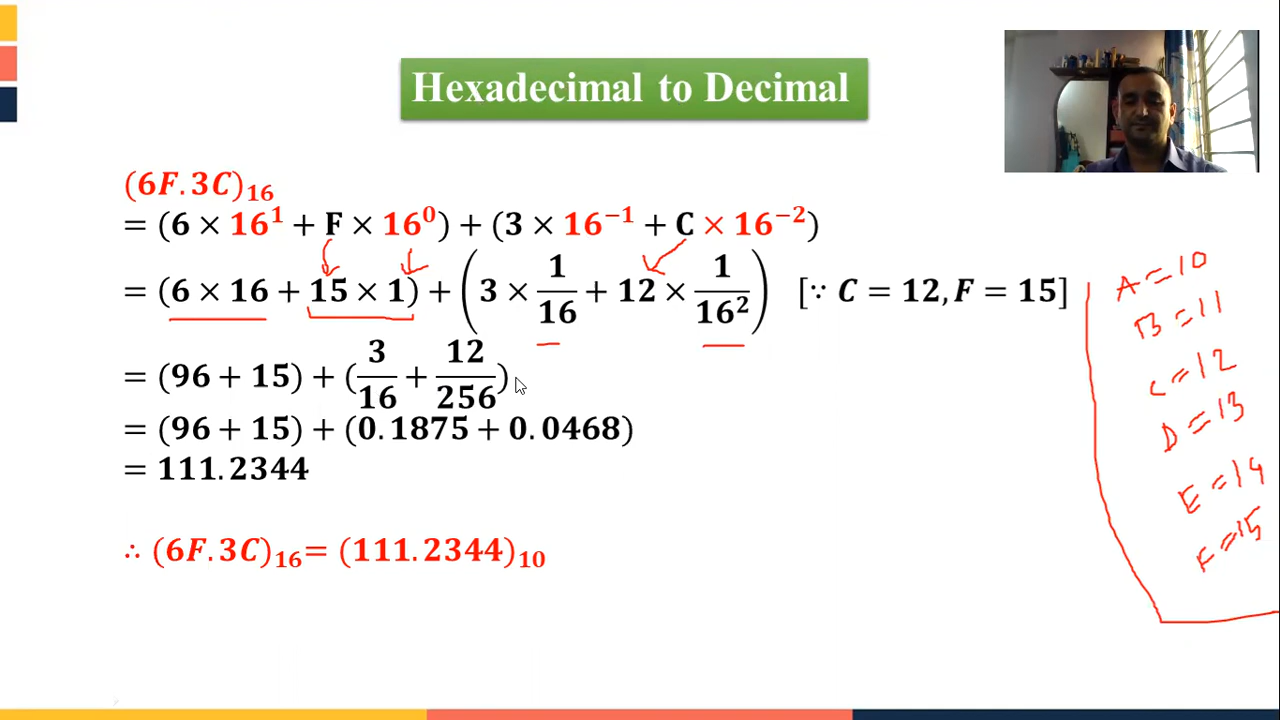 Hexadecimal to Decimal
(6F.3C)₁₆
= (6 × 16¹ + F × 16⁰) + (3 × 16⁻¹ + C × 16⁻²)
= (6 × 16 + 15 × 1) + (3 × 1/16 + 12 × 1/16²) [∵ C = 12, F = 15]
= (96 + 15) + (3/16 + 12/256)
= (96 + 15) + (0.1875 + 0.0468)
= 111.2344
∴ (6F.3C)₁₆= (111.2344)₁₀
A = 10
B = 11
C = 12
D = 13
E = 14
F = 15